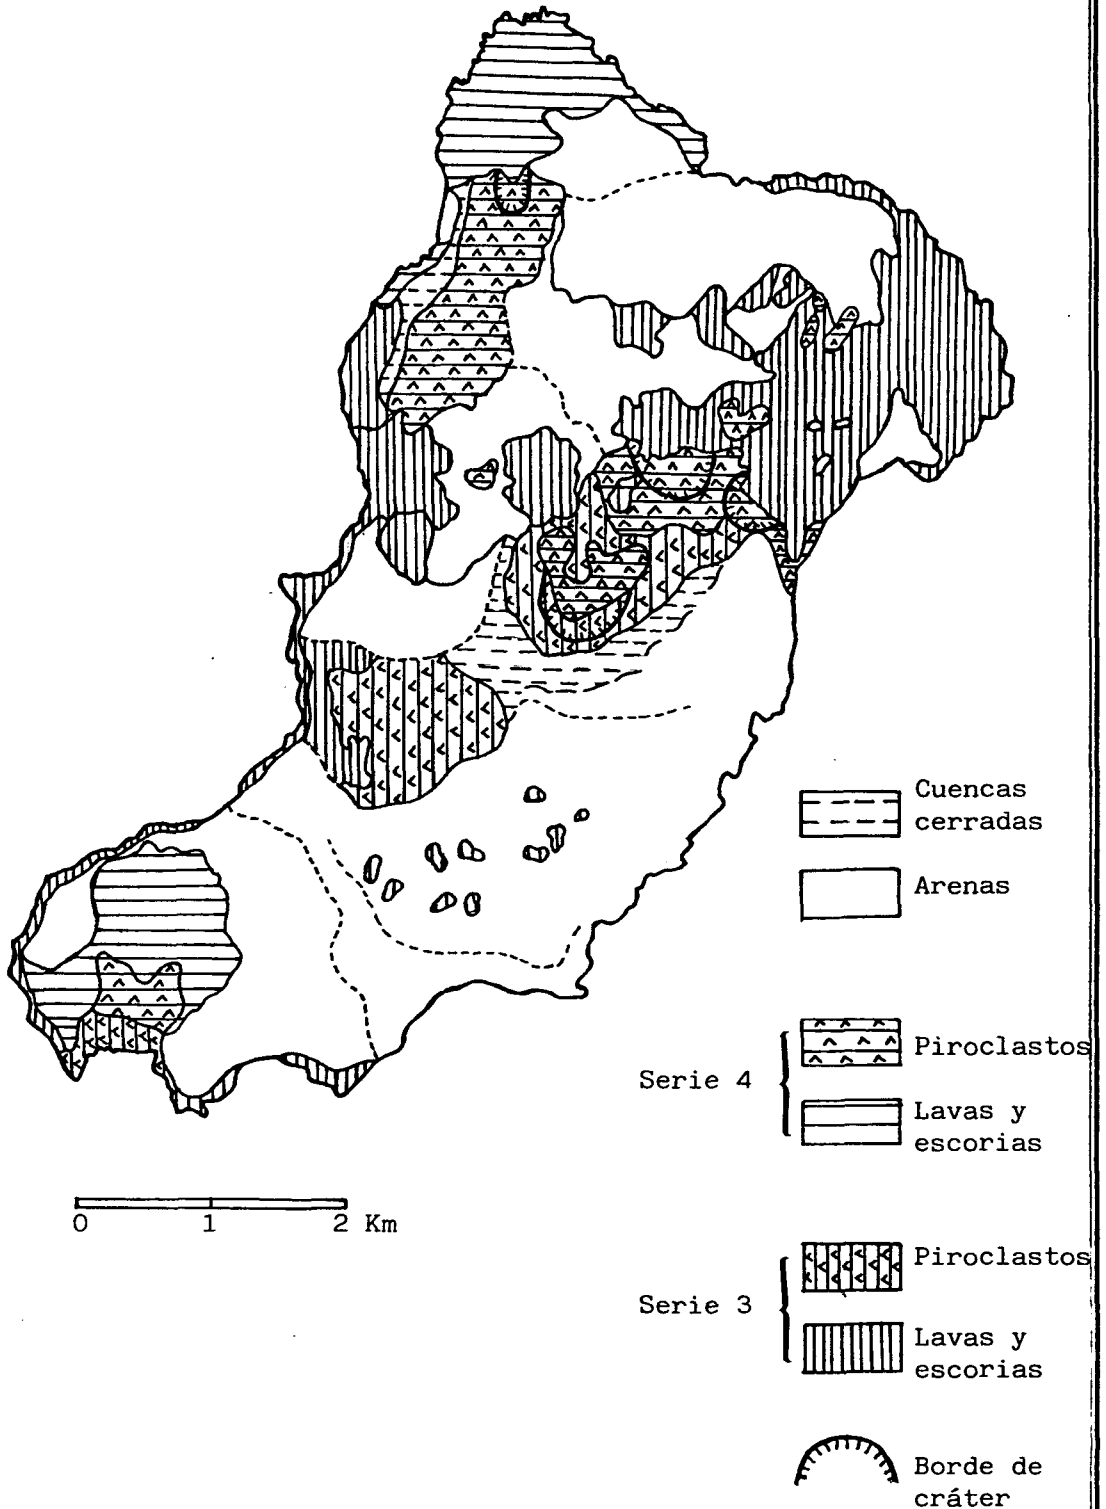 Cuencas
cerradas
Arenas
Piroclastos
Serie 4
Lavas y
escorias
0 1 2 Km
Piroclastos
Serie 3
Lavas y
escorias
Borde de
cráter